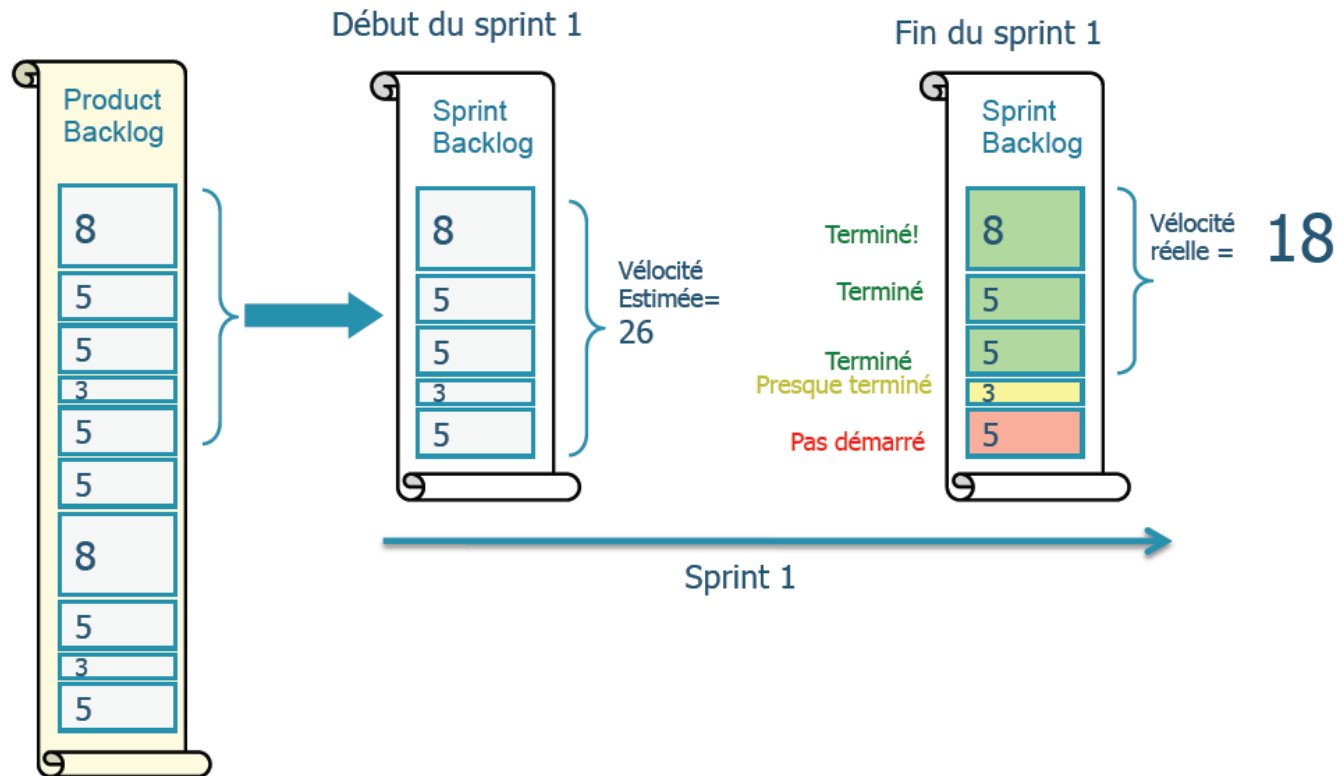 Début du sprint 1
Fin du sprint 1
Product
Backlog
8
5
5
3
5
5
8
5
3
5
Sprint
Backlog
8
5
5
3
5
Vélocité
Estimée=
26
Sprint
Backlog
Terminé!
8
Terminé
5
Terminé
5
Presque terminé
3
Pas démarré
5
Vélocité
réelle =
18
Sprint 1